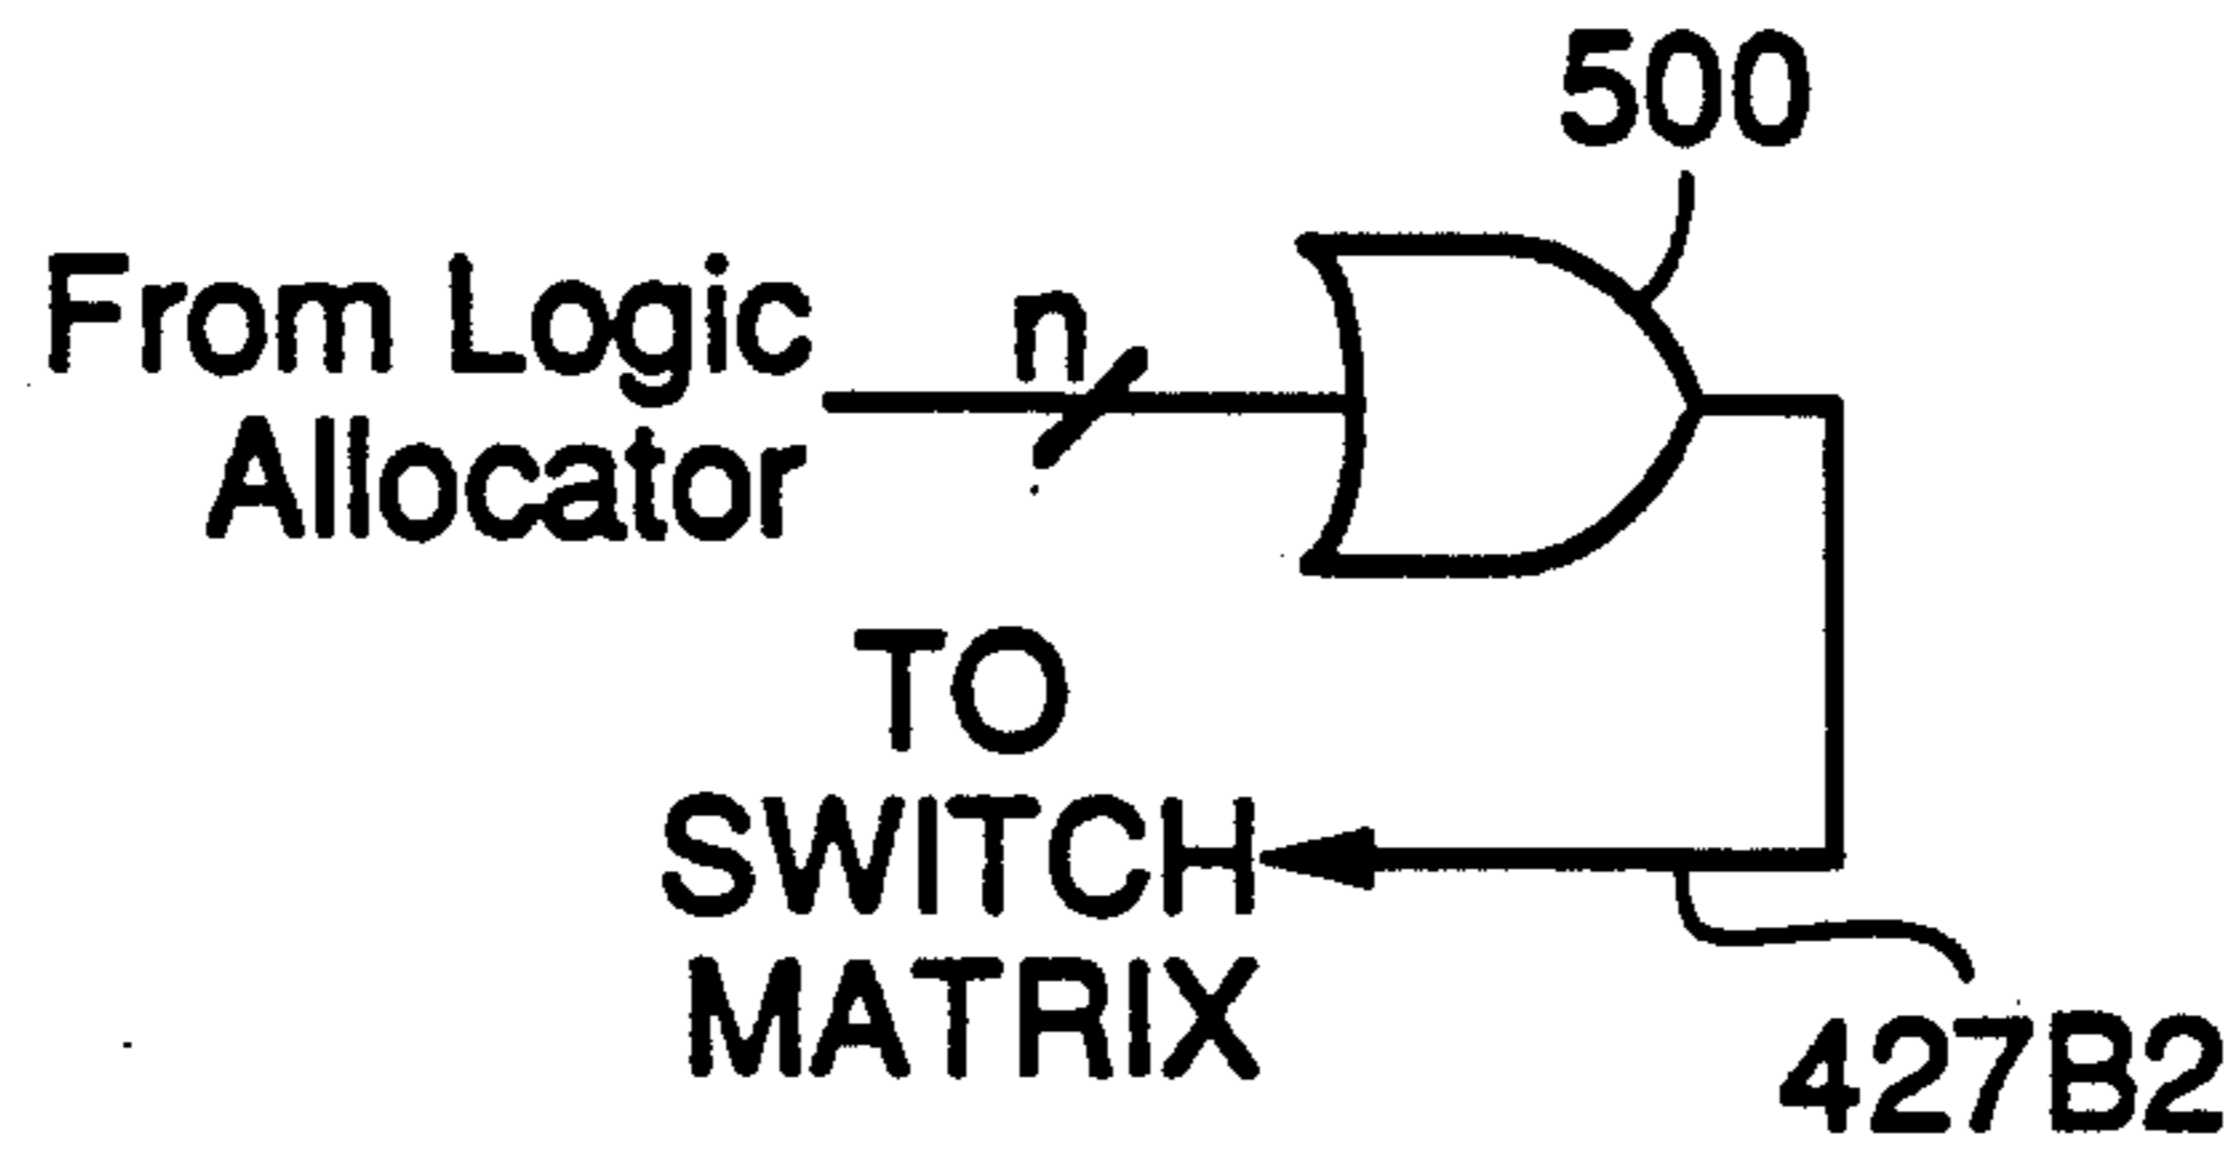 500
From Logic
Allocator
n
TO
SWITCH
MATRIX
427B2